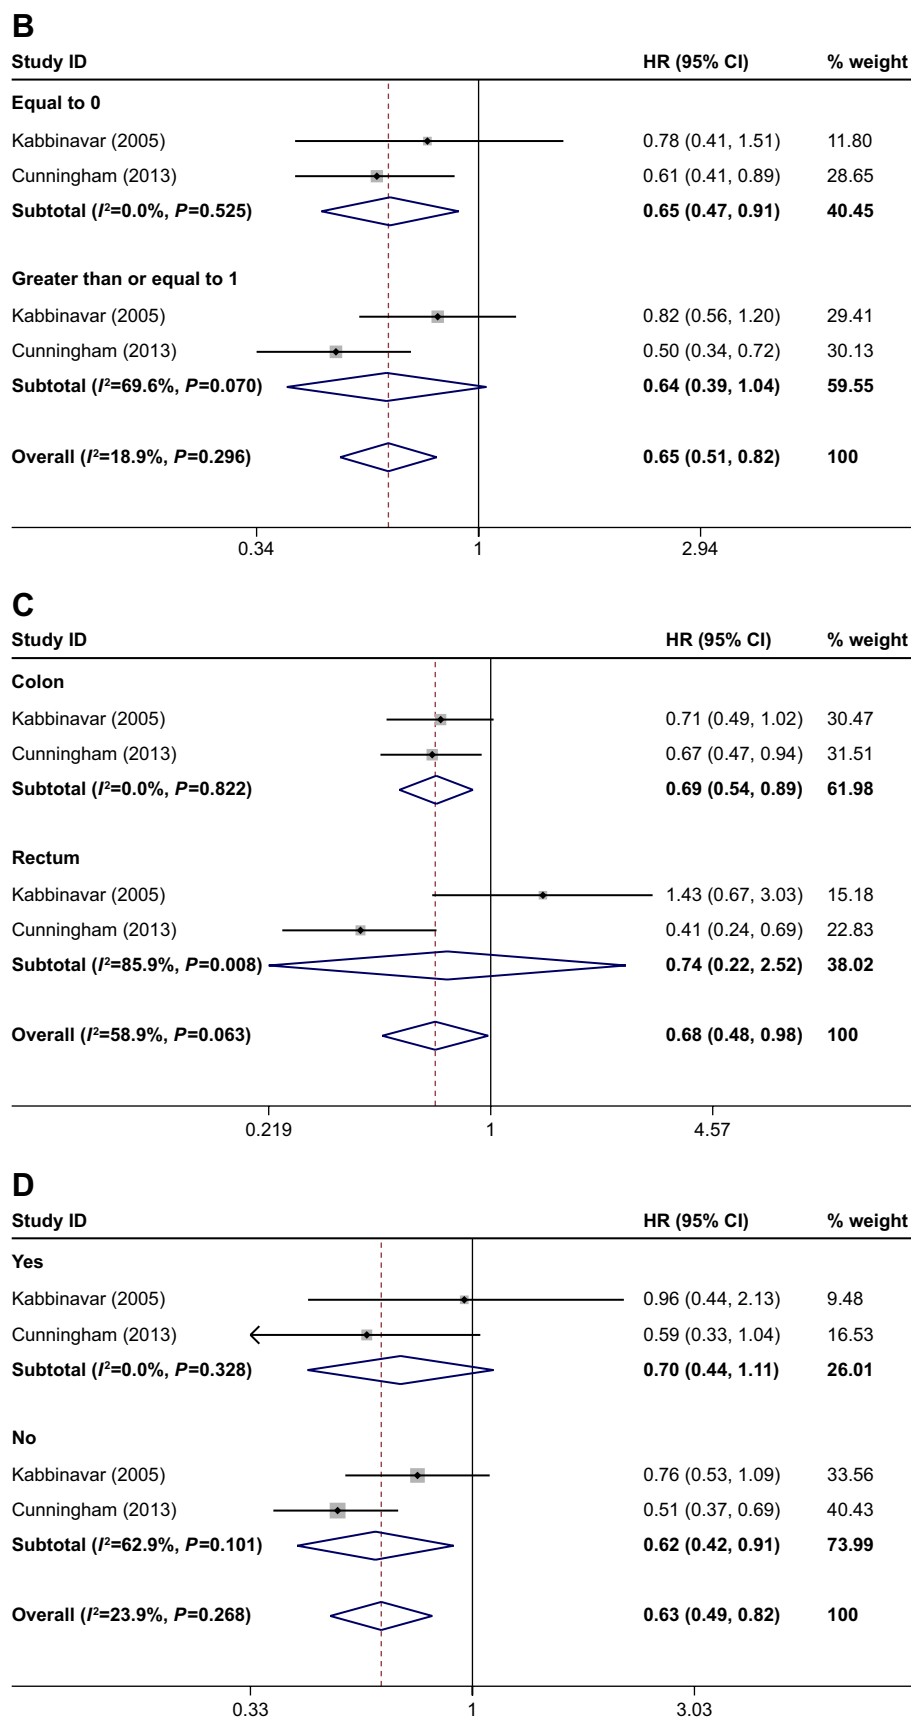 B
Study ID HR (95% CI) % weight
Equal to 0
Kabbinavar (2005) 0.78 (0.41, 1.51) 11.80
Cunningham (2013) 0.61 (0.41, 0.89) 28.65
Subtotal (I²=0.0%, P=0.525) 0.65 (0.47, 0.91) 40.45
Greater than or equal to 1
Kabbinavar (2005) 0.82 (0.56, 1.20) 29.41
Cunningham (2013) 0.50 (0.34, 0.72) 30.13
Subtotal (I²=69.6%, P=0.070) 0.64 (0.39, 1.04) 59.55
Overall (I²=18.9%, P=0.296) 0.65 (0.51, 0.82) 100
0.34 1 2.94
C
Study ID HR (95% CI) % weight
Colon
Kabbinavar (2005) 0.71 (0.49, 1.02) 30.47
Cunningham (2013) 0.67 (0.47, 0.94) 31.51
Subtotal (I²=0.0%, P=0.822) 0.69 (0.54, 0.89) 61.98
Rectum
Kabbinavar (2005) 1.43 (0.67, 3.03) 15.18
Cunningham (2013) 0.41 (0.24, 0.69) 22.83
Subtotal (I²=85.9%, P=0.008) 0.74 (0.22, 2.52) 38.02
Overall (I²=58.9%, P=0.063) 0.68 (0.48, 0.98) 100
0.219 1 4.57
D
Study ID HR (95% CI) % weight
Yes
Kabbinavar (2005) 0.96 (0.44, 2.13) 9.48
Cunningham (2013) 0.59 (0.33, 1.04) 16.53
Subtotal (I²=0.0%, P=0.328) 0.70 (0.44, 1.11) 26.01
No
Kabbinavar (2005) 0.76 (0.53, 1.09) 33.56
Cunningham (2013) 0.51 (0.37, 0.69) 40.43
Subtotal (I²=62.9%, P=0.101) 0.62 (0.42, 0.91) 73.99
Overall (I²=23.9%, P=0.268) 0.63 (0.49, 0.82) 100
0.33 1 3.03